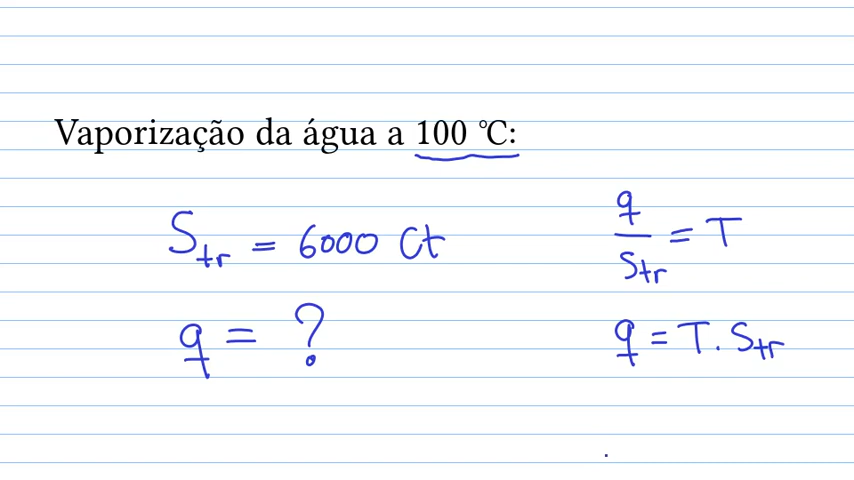 Vaporização da água a 100 ℃:
S_tr = 6000 Ct
q = ?
q/S_tr = T
q = T . S_tr